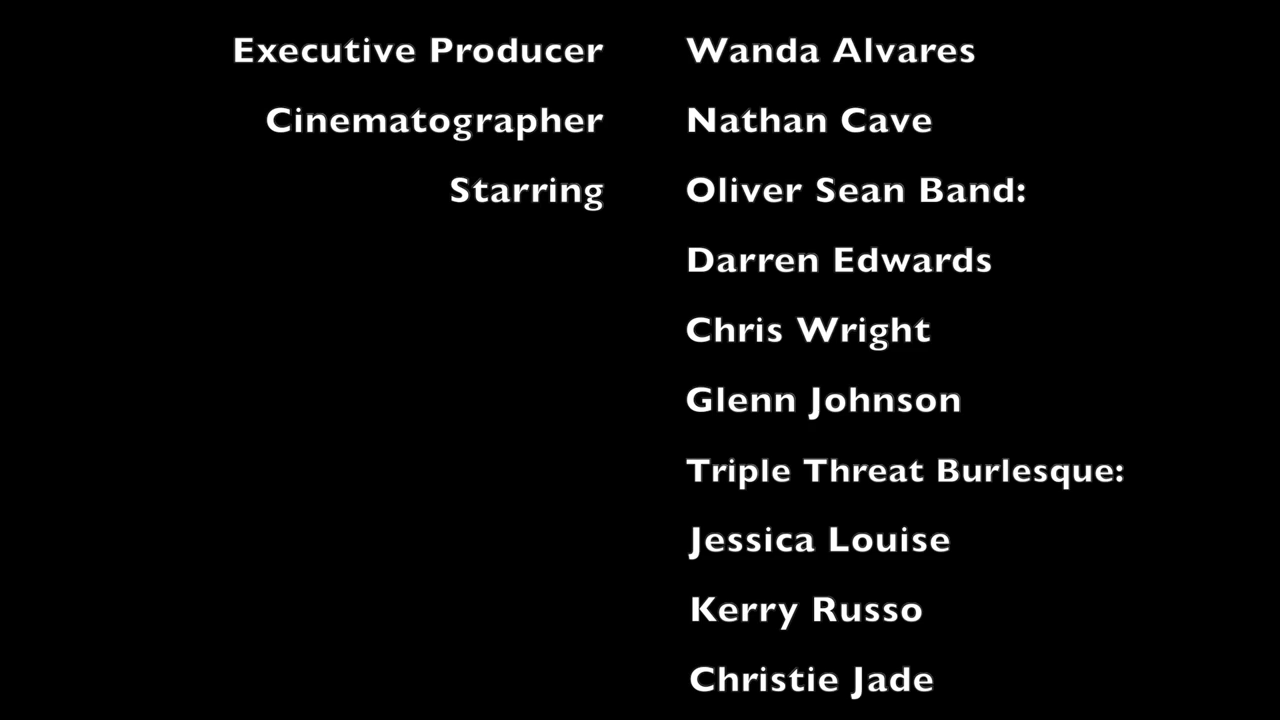 Executive Producer Wanda Alvares
Cinematographer Nathan Cave
Starring Oliver Sean Band:
Darren Edwards
Chris Wright
Glenn Johnson
Triple Threat Burlesque:
Jessica Louise
Kerry Russo
Christie Jade